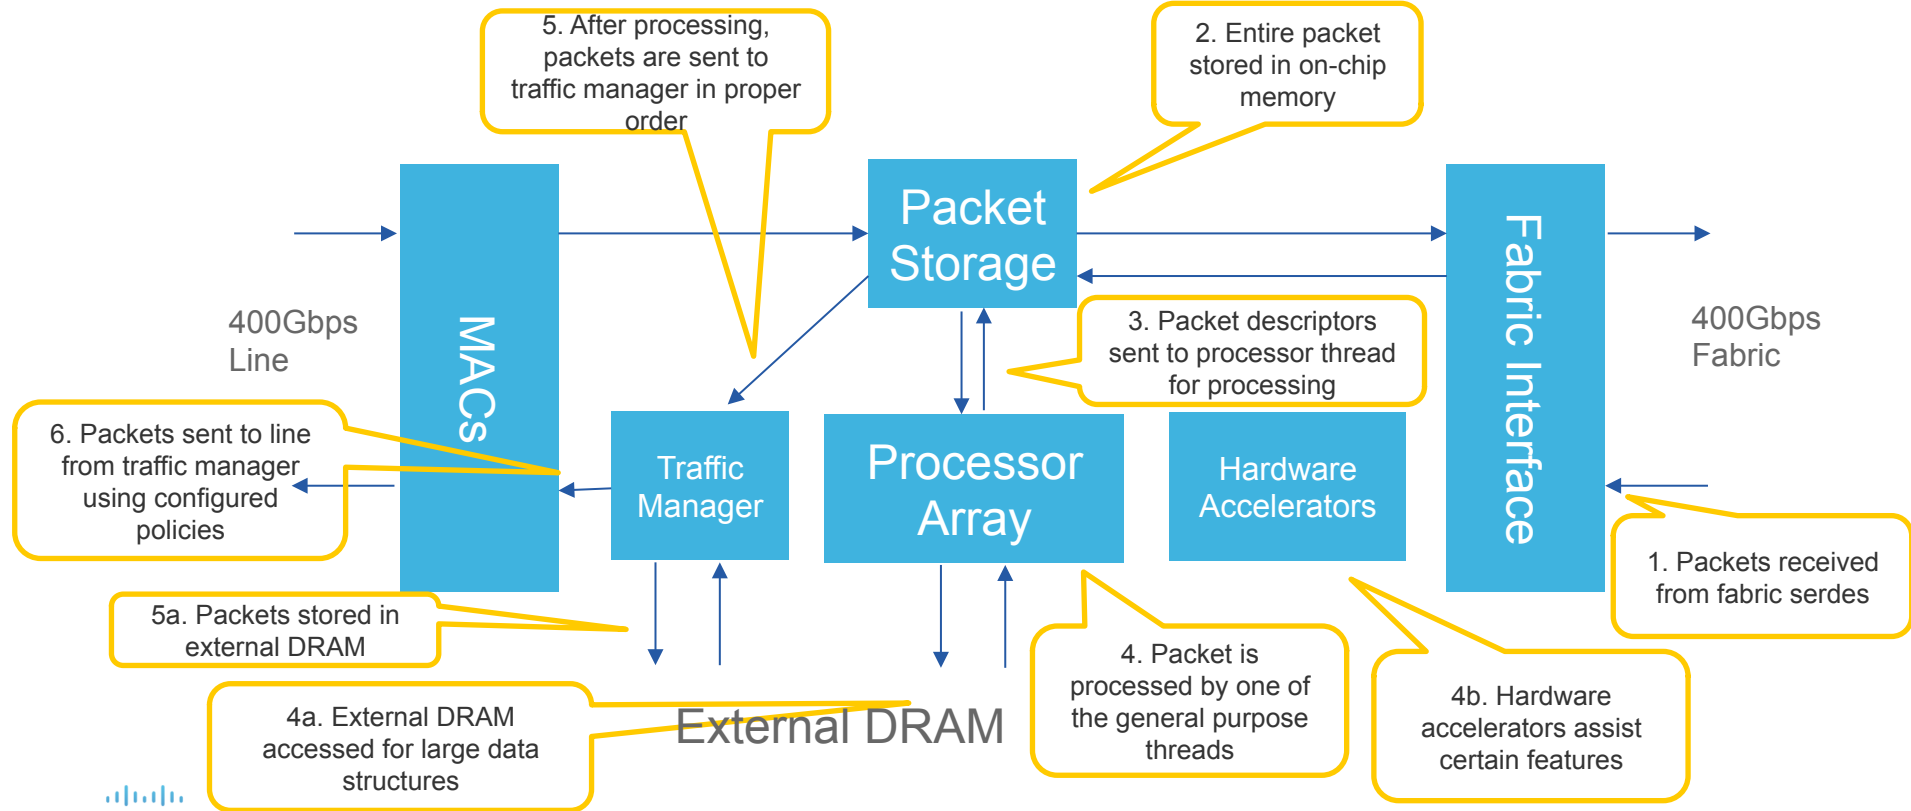 5. After processing,
packets are sent to
traffic manager in proper
order
2. Entire packet
stored in on-chip
memory
Packet
Storage
MACs
Fabric Interface
400Gbps
Line
400Gbps
Fabric
3. Packet descriptors
sent to processor thread
for processing
6. Packets sent to line
from traffic manager
using configured
policies
Traffic
Manager
Processor
Array
Hardware
Accelerators
1. Packets received
from fabric serdes
5a. Packets stored in
external DRAM
4. Packet is
processed by one of
the general purpose
threads
4b. Hardware
accelerators assist
certain features
4a. External DRAM
accessed for large data
structures
External DRAM